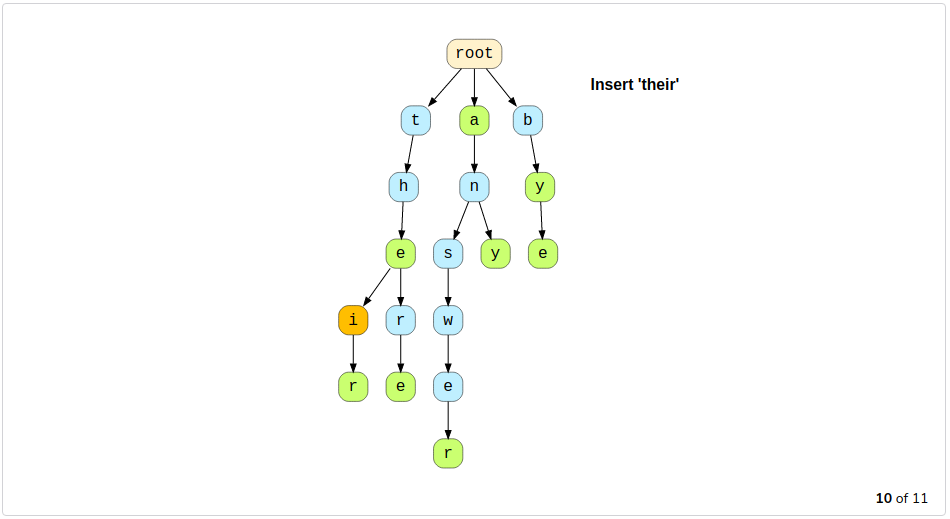 root
Insert 'their'
t a b
h n y
e s y e
i r w
r e e
r
10 of 11